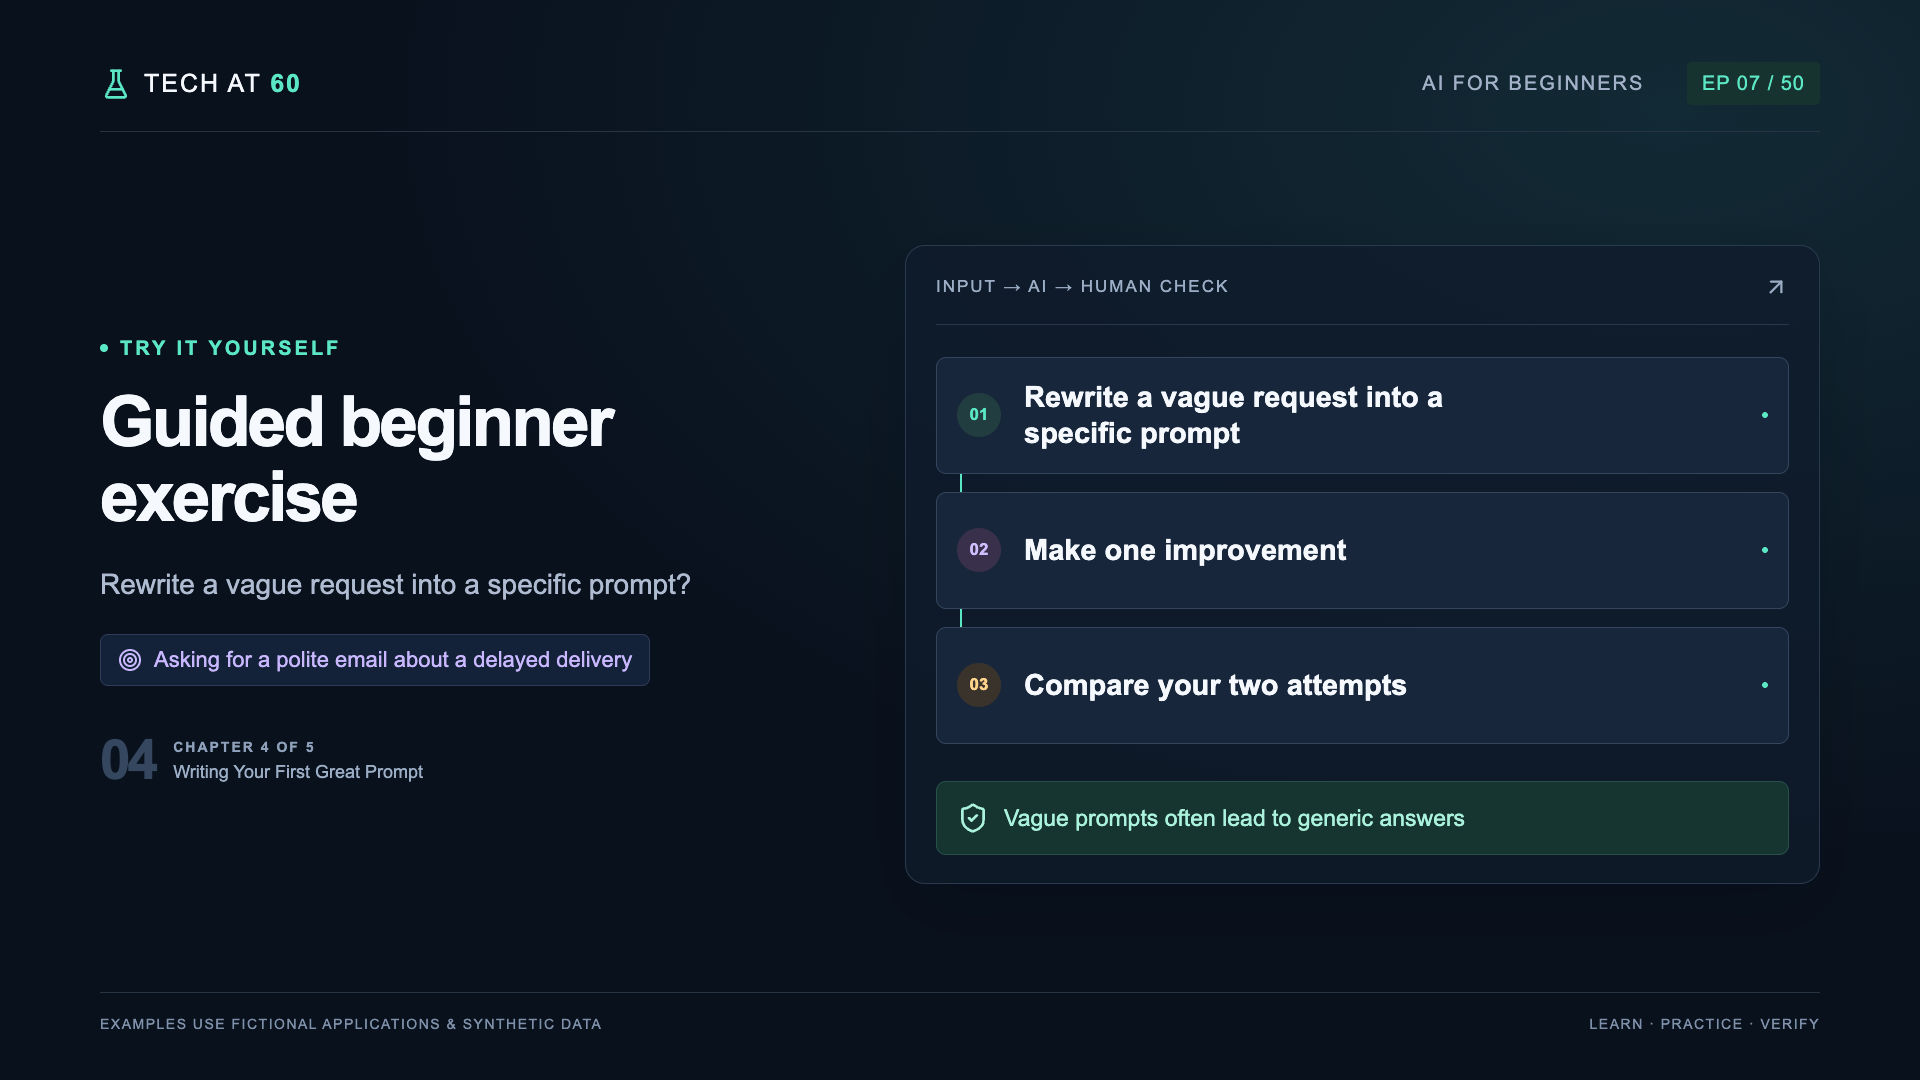 TECH AT 60
AI FOR BEGINNERS
EP 07 / 50
TRY IT YOURSELF
Guided beginner
exercise
Rewrite a vague request into a specific prompt?
Asking for a polite email about a delayed delivery
04
CHAPTER 4 OF 5
Writing Your First Great Prompt
INPUT → AI → HUMAN CHECK
01
Rewrite a vague request into a
specific prompt
02
Make one improvement
03
Compare your two attempts
Vague prompts often lead to generic answers
EXAMPLES USE FICTIONAL APPLICATIONS & SYNTHETIC DATA
LEARN · PRACTICE · VERIFY